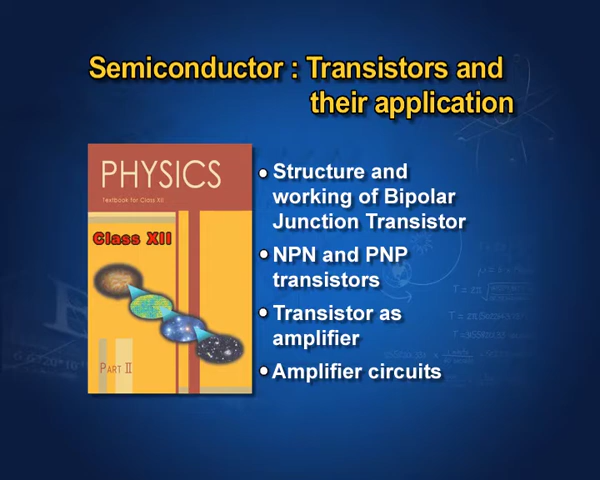 Semiconductor : Transistors and
their application
PHYSICS
Textbook for Class XII
Class XII
PART II
• Structure and
working of Bipolar
Junction Transistor
• NPN and PNP
transistors
• Transistor as
amplifier
• Amplifier circuits